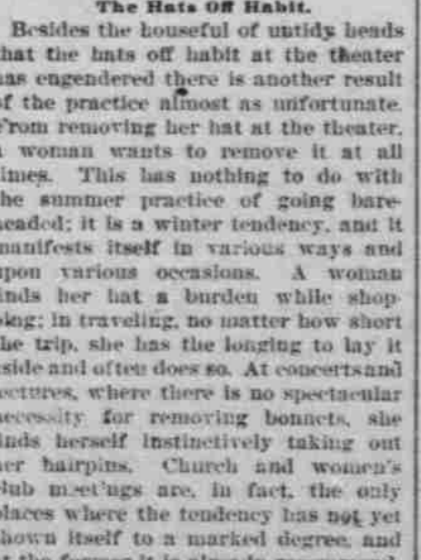 The Hats Off Habit.
Besides the houseful of untidy heads
that the hats off habit at the theater
has engendered there is another result
of the practice almost as unfortunate.
From removing her hat at the theater,
a woman wants to remove it at all
times. This has nothing to do with
the summer practice of going bare-
headed; it is a winter tendency, and it
manifests itself in various ways and
upon various occasions. A woman
finds her hat a burden while shop-
ping; in traveling, no matter how short
the trip, she has the longing to lay it
aside and often does so. At concerts and
lectures, where there is no spectacular
necessity for removing bonnets, she
finds herself instinctively taking out
her hairpins. Church and women's
club meetings are, in fact, the only
places where the tendency has not yet
shown itself to a marked degree, and
at the former it is already